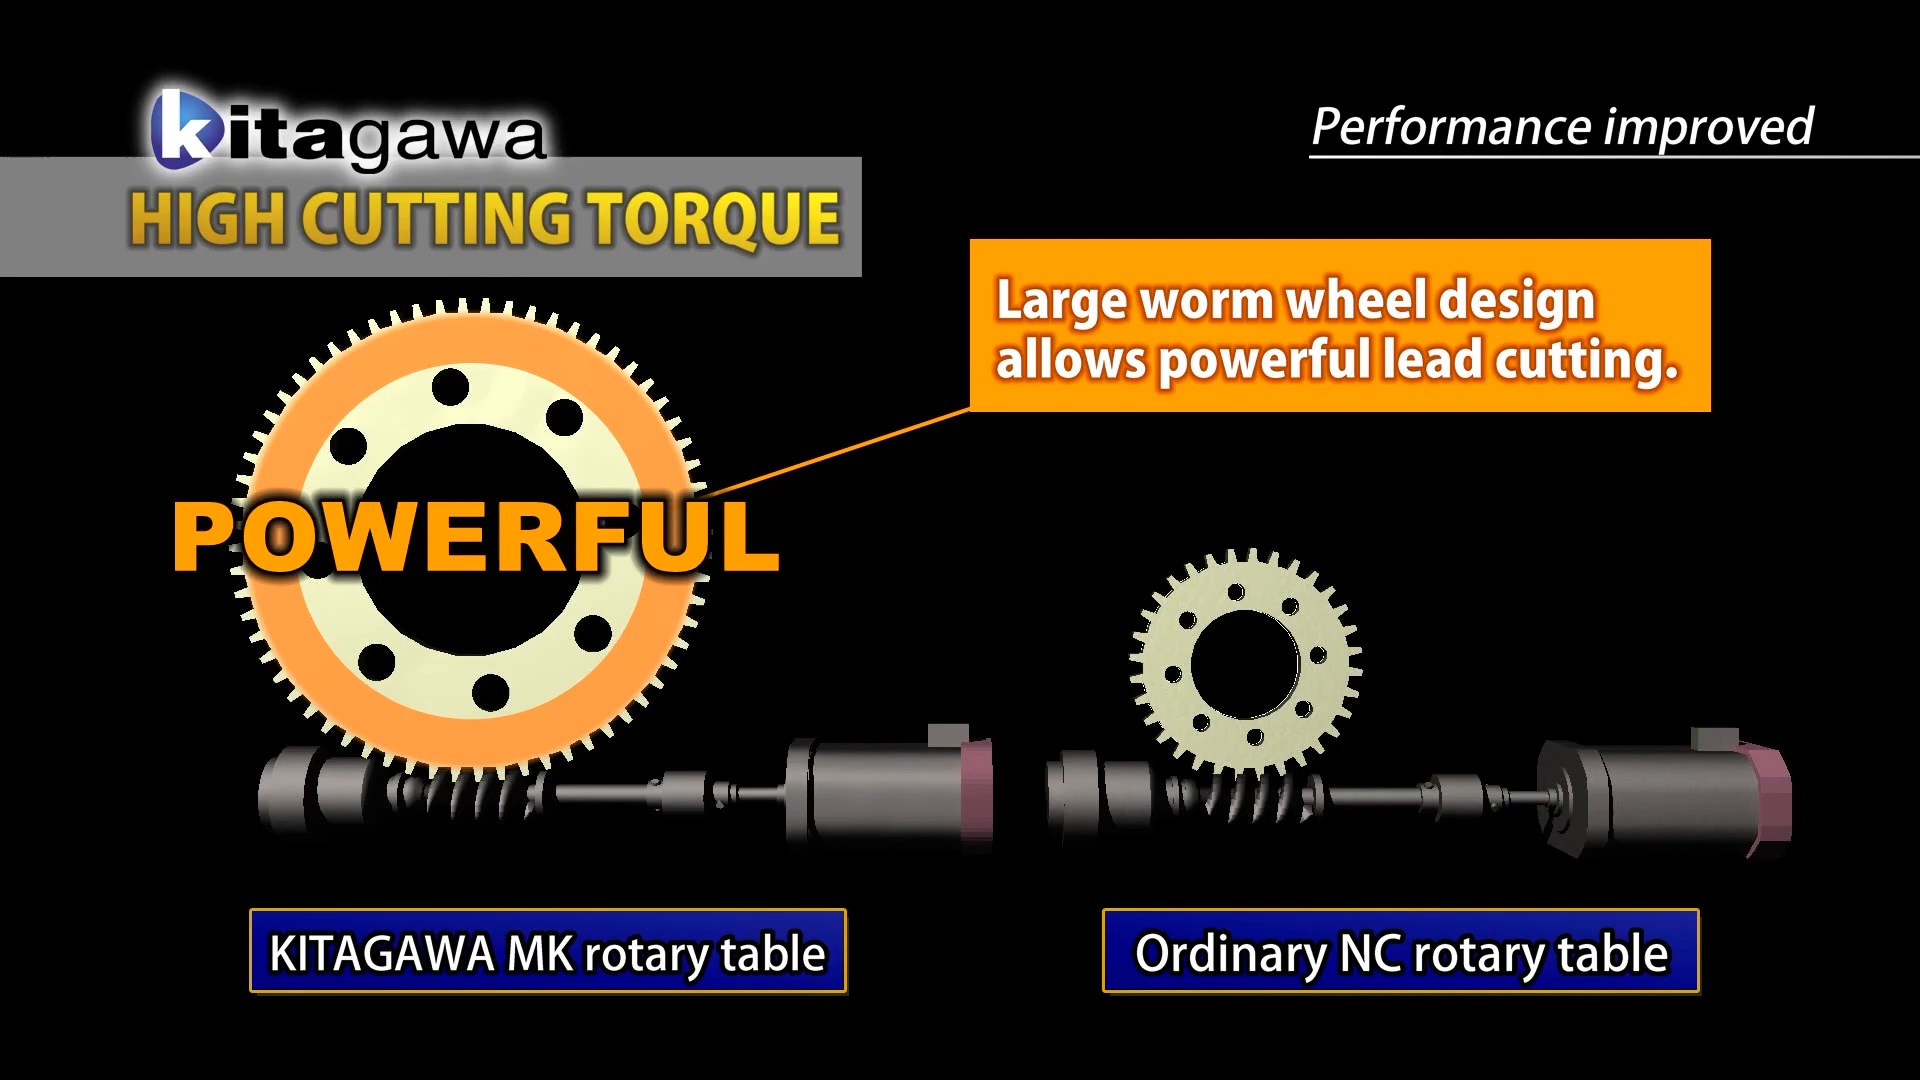 kitagawa
HIGH CUTTING TORQUE
Performance improved
Large worm wheel design
allows powerful lead cutting.
POWERFUL
KITAGAWA MK rotary table
Ordinary NC rotary table